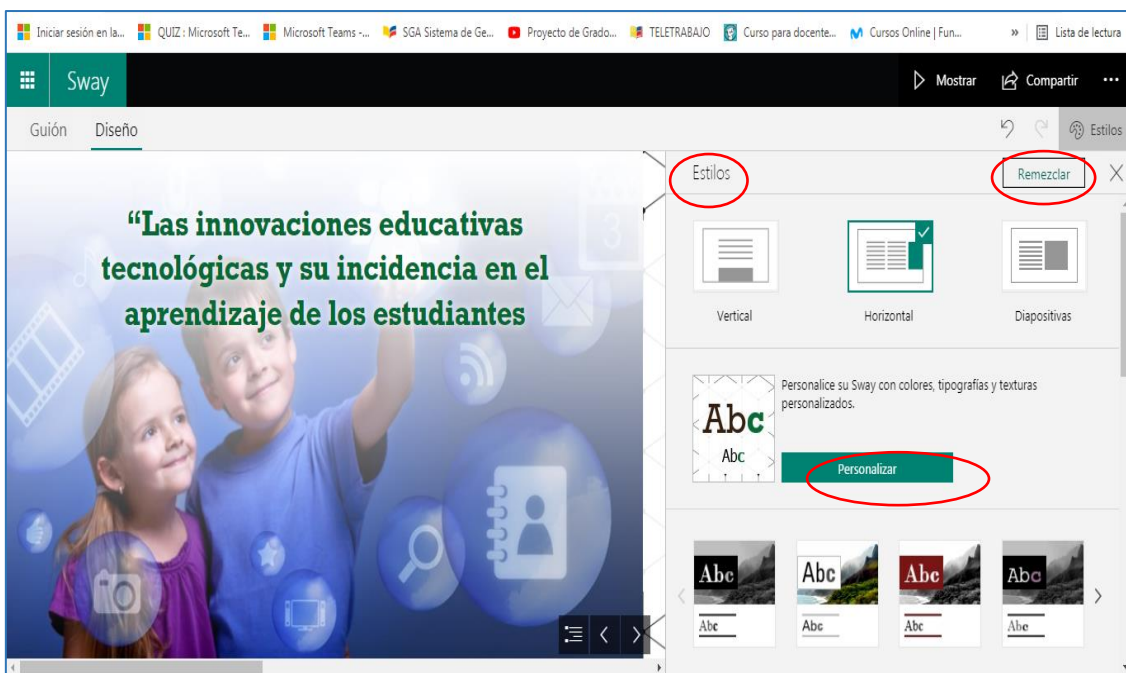 Iniciar sesión en la... QUIZ : Microsoft Te... Microsoft Teams -... SGA Sistema de Ge... Proyecto de Grado... TELETRABAJO Curso para docente... Cursos Online | Fun... » Lista de lectura
Sway Mostrar Compartir ...
Guión Diseño Estilos
Estilos Remezclar
“Las innovaciones educativas
tecnológicas y su incidencia en el
aprendizaje de los estudiantes
3
Vertical Horizontal Diapositivas
Abc
Abc
Personalice su Sway con colores, tipografías y texturas
personalizados.
Personalizar
Abc Abc Abc Abc
Abc Abc Abc Abc